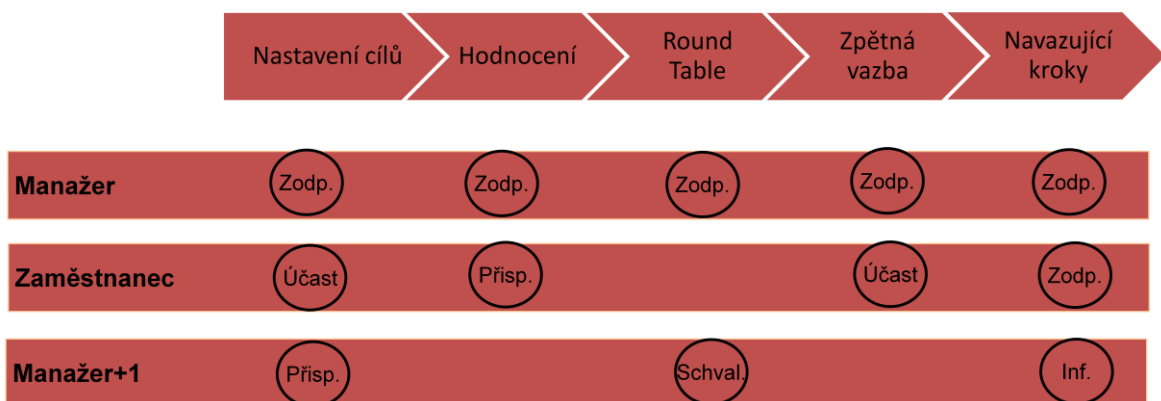 Nastavení cílů
Hodnocení
Round
Table
Zpětná
vazba
Navazující
kroky
Manažer
Zodp.
Zodp.
Zodp.
Zodp.
Zodp.
Zaměstnanec
Účast
Přisp.
Účast
Zodp.
Manažer+1
Přisp.
Schval.
Inf.